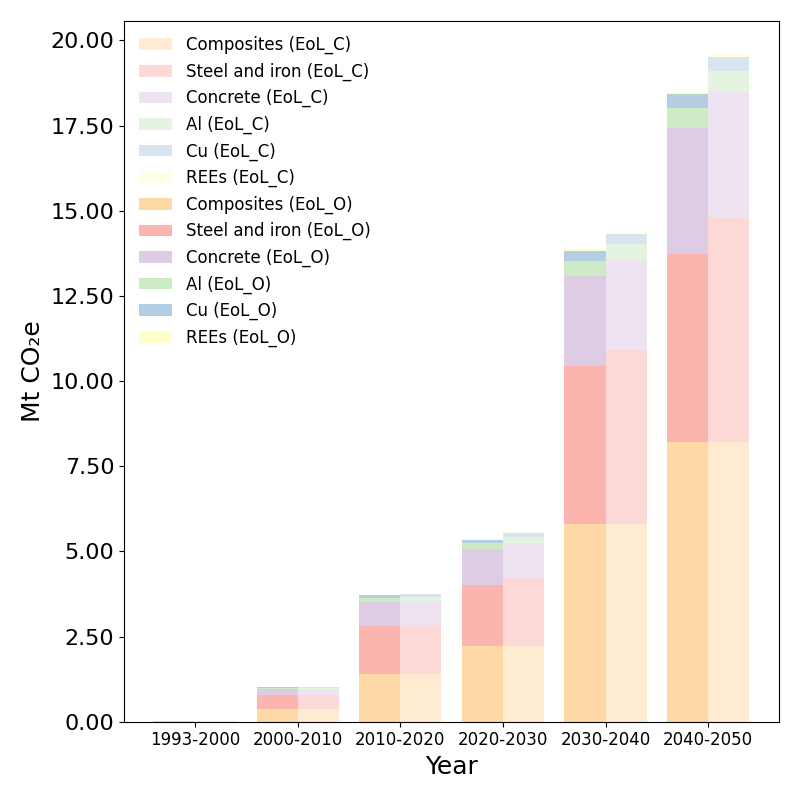 20.00
17.50
15.00
12.50
10.00
7.50
5.00
2.50
0.00
Mt CO₂e
Composites (EoL_C)
Steel and iron (EoL_C)
Concrete (EoL_C)
Al (EoL_C)
Cu (EoL_C)
REEs (EoL_C)
Composites (EoL_O)
Steel and iron (EoL_O)
Concrete (EoL_O)
Al (EoL_O)
Cu (EoL_O)
REEs (EoL_O)
1993-2000 2000-2010 2010-2020 2020-2030 2030-2040 2040-2050
Year